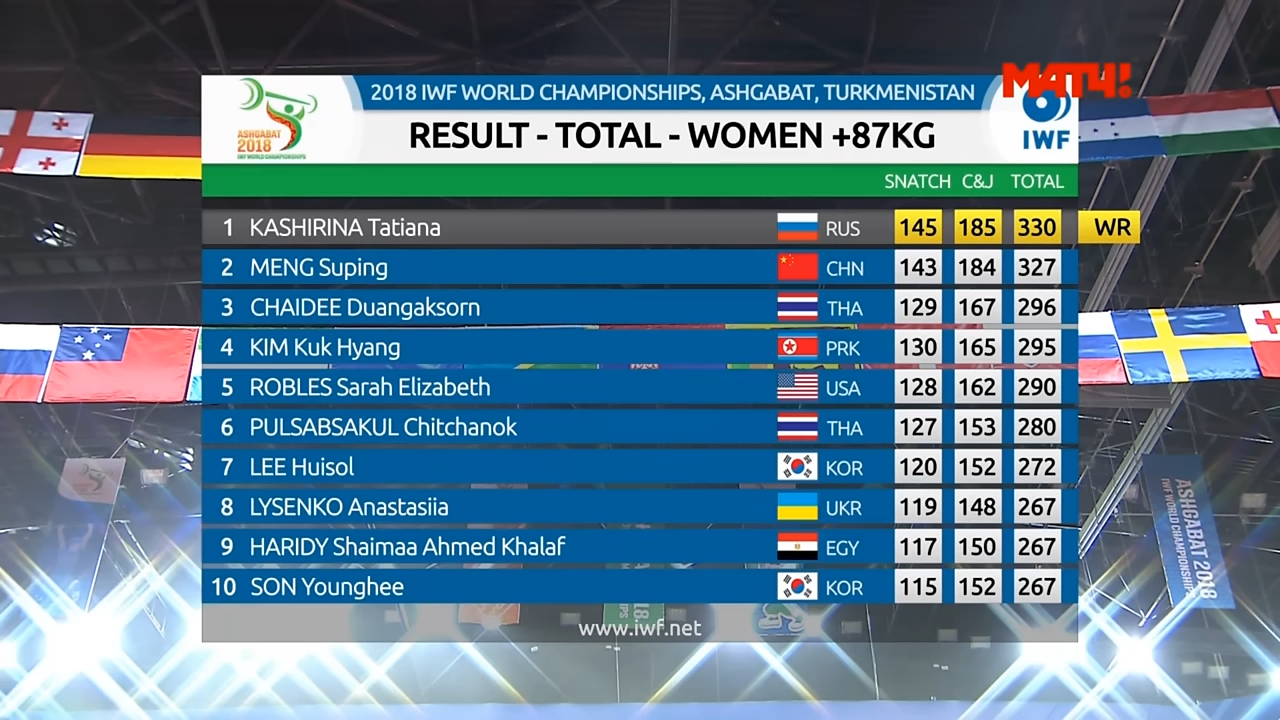 МАТЧ!
ASHGABAT
2018
IWF WORLD CHAMPIONSHIPS
2018 IWF WORLD CHAMPIONSHIPS, ASHGABAT, TURKMENISTAN
RESULT - TOTAL - WOMEN +87KG
IWF
SNATCH C&J TOTAL
1 KASHIRINA Tatiana RUS 145 185 330 WR
2 MENG Suping CHN 143 184 327
3 CHAIDEE Duangaksorn THA 129 167 296
4 KIM Kuk Hyang PRK 130 165 295
5 ROBLES Sarah Elizabeth USA 128 162 290
6 PULSABSAKUL Chitchanok THA 127 153 280
7 LEE Huisol KOR 120 152 272
8 LYSENKO Anastasiia UKR 119 148 267
9 HARIDY Shaimaa Ahmed Khalaf EGY 117 150 267
10 SON Younghee KOR 115 152 267
www.iwf.net
ASHGABAT 2018
IWF WORLD CHAMPIONSHIPS